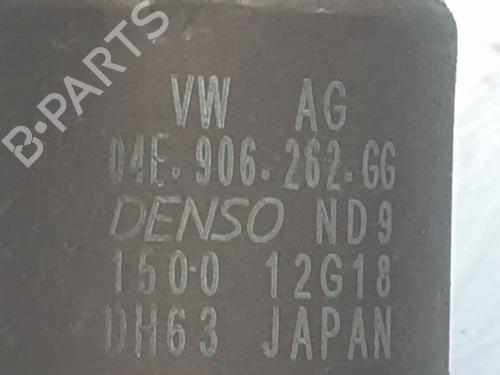 B-PARTS
VW AG
04E.906.262.GG
DENSO ND9
1500 12G18
DH63 JAPAN